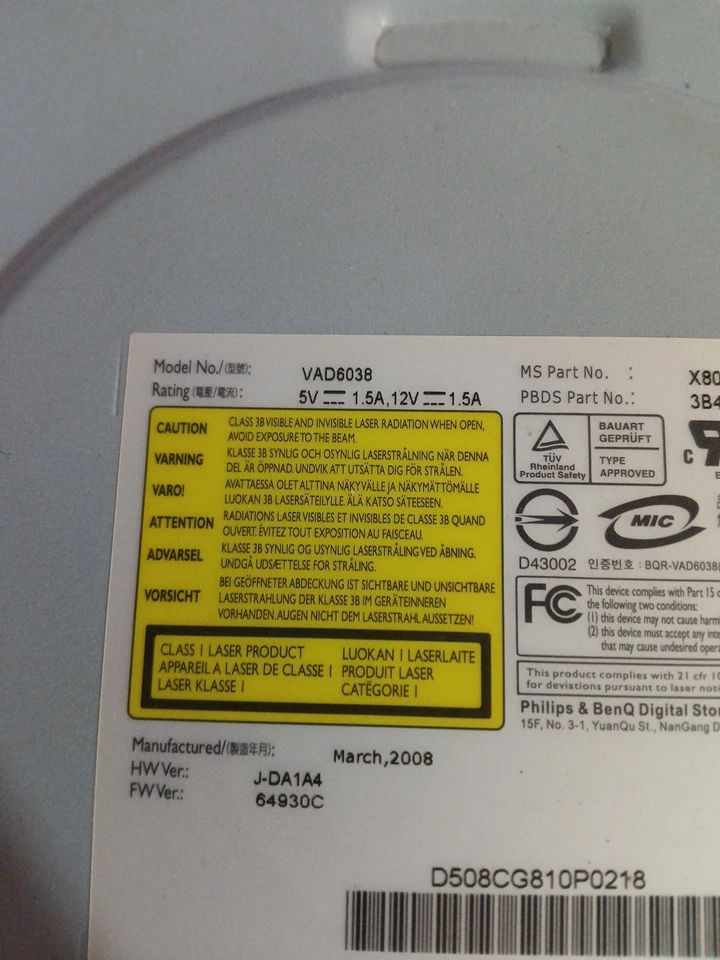 Model No./(型號): VAD6038
Rating(電壓/電流): 5V ⎓ 1.5A,12V ⎓ 1.5A
CAUTION CLASS 3B VISIBLE AND INVISIBLE LASER RADIATION WHEN OPEN,
AVOID EXPOSURE TO THE BEAM.
VARNING KLASSE 3B SYNLIG OCH OSYNLIG LASERSTRÅLNING NÄR DENNA
DEL ÄR ÖPPNAD. UNDVIK ATT UTSÄTTA DIG FÖR STRÅLEN.
VARO! AVATTAESSA OLET ALTTINA NÄKYVÄLLE JA NÄKYMÄTTÖMÄLLE
LUOKAN 3B LASERSÄTEILYLLE. ÄLÄ KATSO SÄTEESEEN.
ATTENTION RADIATIONS LASER VISIBLES ET INVISIBLES DE CLASSE 3B QUAND
OUVERT. ÉVITEZ TOUT EXPOSITION AU FAISCEAU.
ADVARSEL KLASSE 3B SYNLIG OG USYNLIG LASERSTRÅLING VED ÅBNING.
UNDGÅ UDSÆTTELSE FOR STRÅLING.
VORSICHT BEI GEÖFFNETER ABDECKUNG IST SICHTBARE UND UNSICHTBARE
LASERSTRAHLUNG DER KLASSE 3B IM GERÄTEINNEREN
VORHANDEN. AUGEN NICHT DEM LASERSTRAHL AUSSETZEN!
CLASS I LASER PRODUCT LUOKAN I LASERLAITE
APPAREIL A LASER DE CLASSE I PRODUIT LASER
LASER KLASSE I CATÉGORIE I
Manufactured/(製造年月): March,2008
HW Ver.: J-DA1A4
FW Ver.: 64930C
MS Part No. : X80
PBDS Part No.: 3B4
TÜV
Rheinland
Product Safety
BAUART
GEPRÜFT
TYPE
APPROVED
c
D43002
MIC
인증번호 : BQR-VAD6038(
FC
This device complies with Part 15 o
the following two conditions:
(1) this device may not cause harm
(2) this device must accept any inte
that may cause undesired opera
This product complies with 21 cfr 10
for deviations pursuant to laser not
Philips & BenQ Digital Stor
15F, No. 3-1, YuanQu St., NanGang D
D508CG810P0218